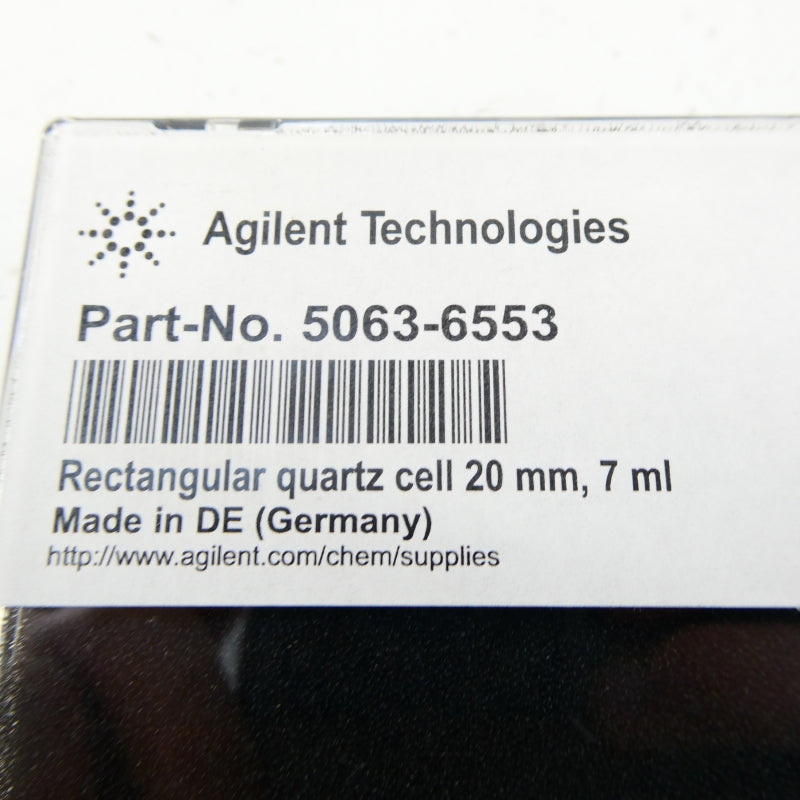 Agilent Technologies
Part-No. 5063-6553
Rectangular quartz cell 20 mm, 7 ml
Made in DE (Germany)
http://www.agilent.com/chem/supplies